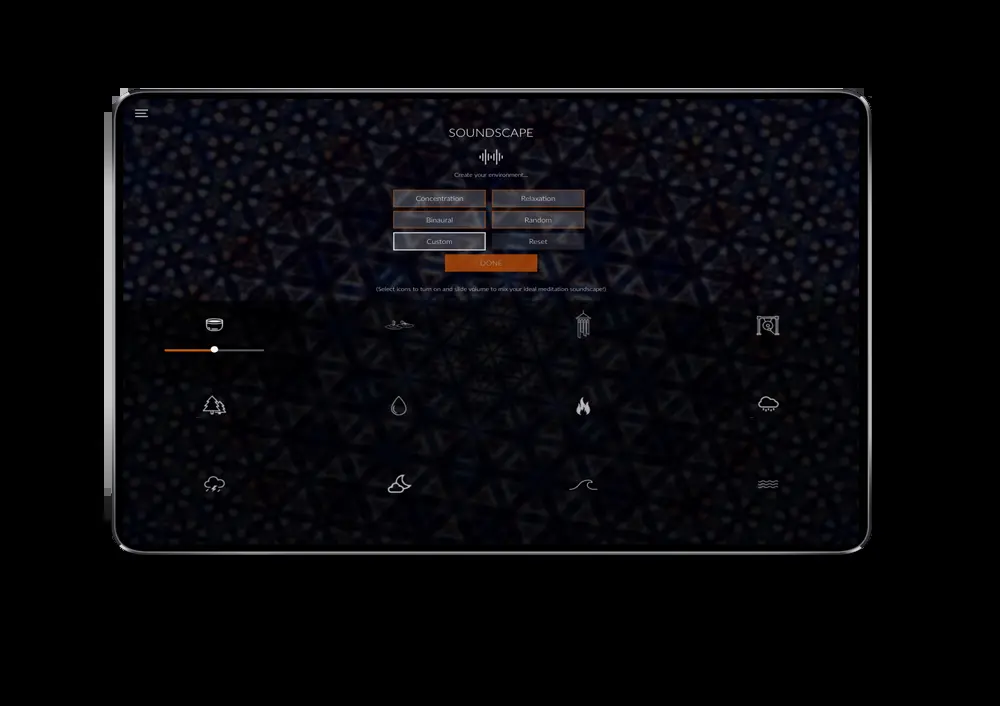 SOUNDSCAPE
Create your environment...
Concentration
Relaxation
Binaural
Random
Custom
Reset
DONE
(Select icons to turn on and slide volume to mix your ideal meditation soundscape!)